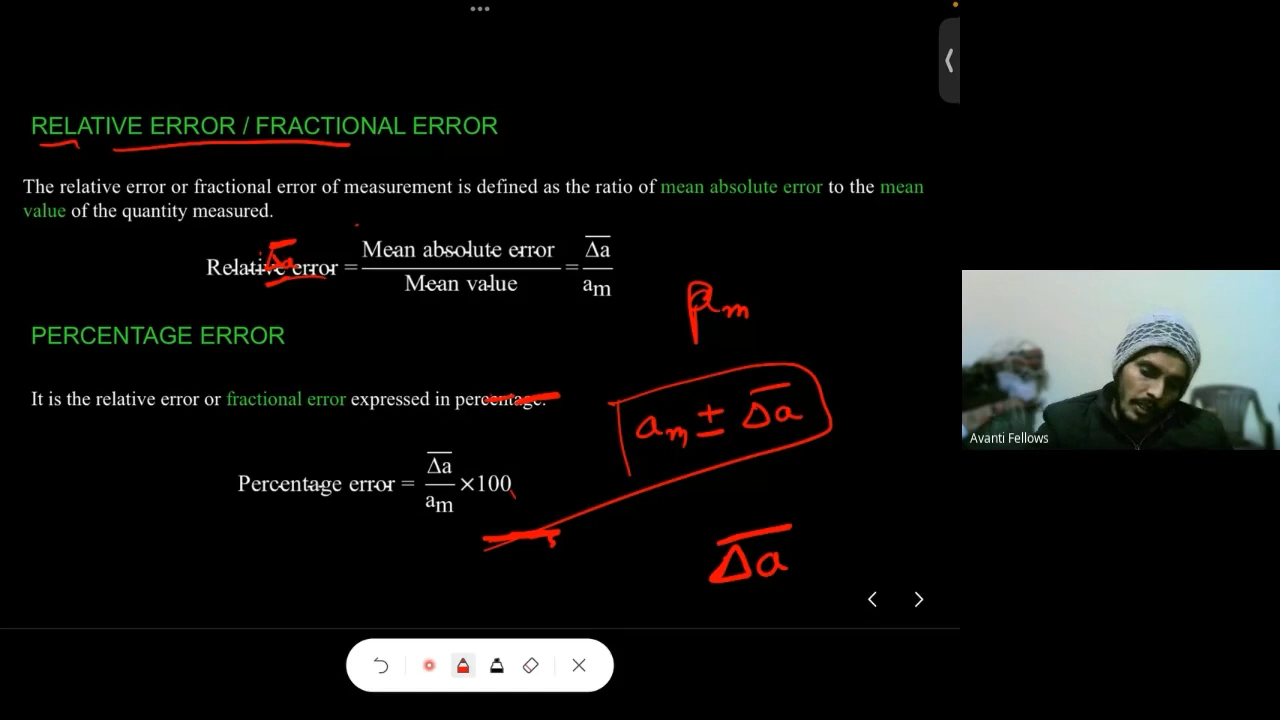 RELATIVE ERROR / FRACTIONAL ERROR
The relative error or fractional error of measurement is defined as the ratio of mean absolute error to the mean
value of the quantity measured.
Relative error = Mean absolute error / Mean value = Δa̅ / aₘ
Δa̅
aₘ
PERCENTAGE ERROR
It is the relative error or fractional error expressed in percentage.
aₘ ± Δa̅
Percentage error = Δa̅ / aₘ ×100
Δa̅
Avanti Fellows